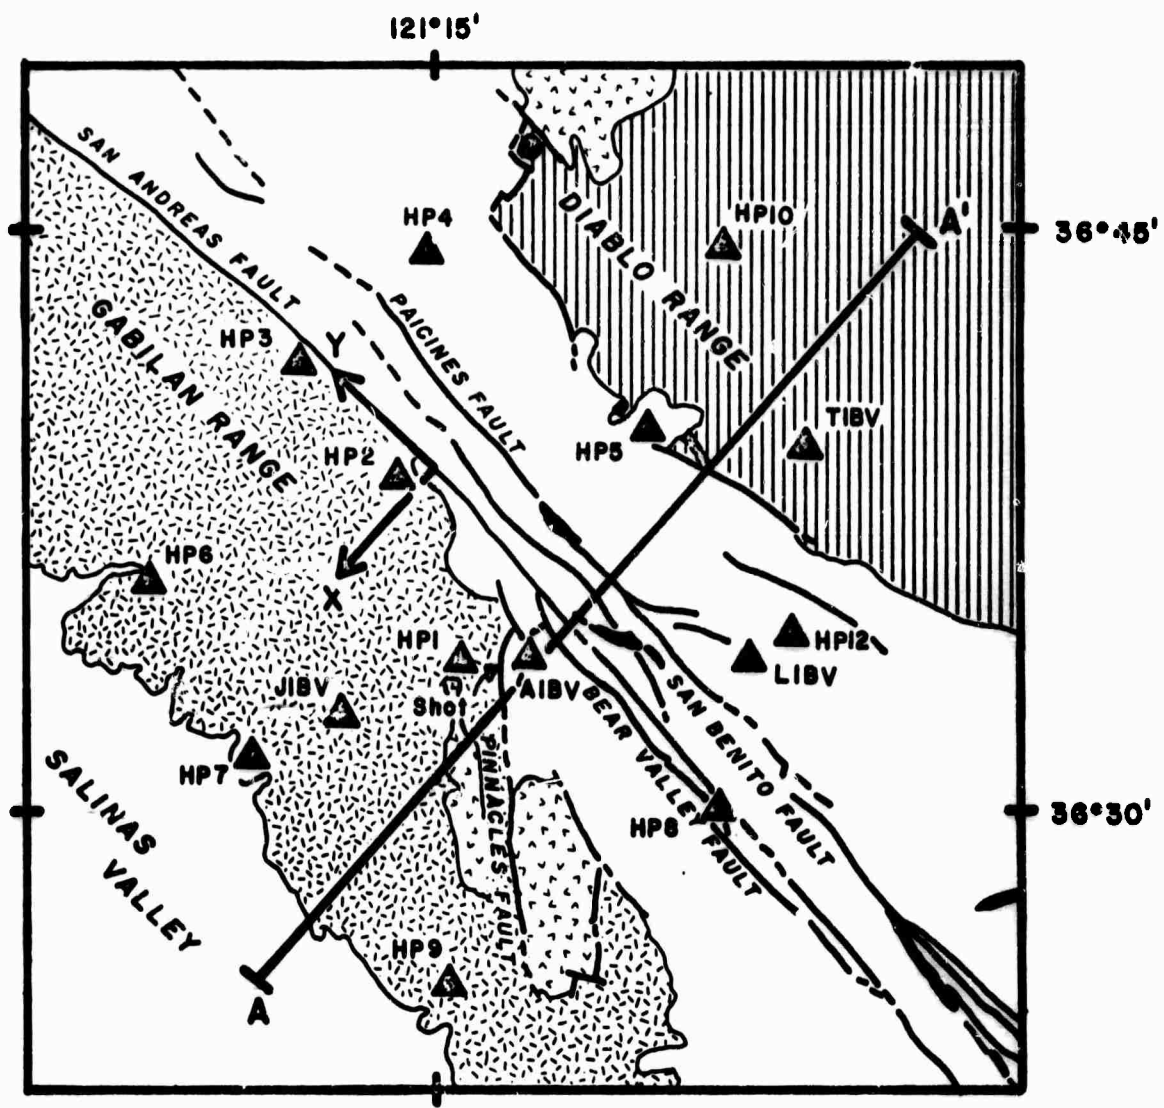 121°15'
SAN ANDREAS FAULT
HP4
DIABLO RANGE
HP10
A'
36°45'
GABILAN RANGE
HP3
Y
PAICINES FAULT
HP2
HP5
TIBV
HP6
X
HP1
Shot
AIBV
HP12
LIBV
JIBV
HP7
SALINAS VALLEY
PINNACLES FAULT
BEAR VALLEY FAULT
SAN BENITO FAULT
HP8
36°30'
HP9
A